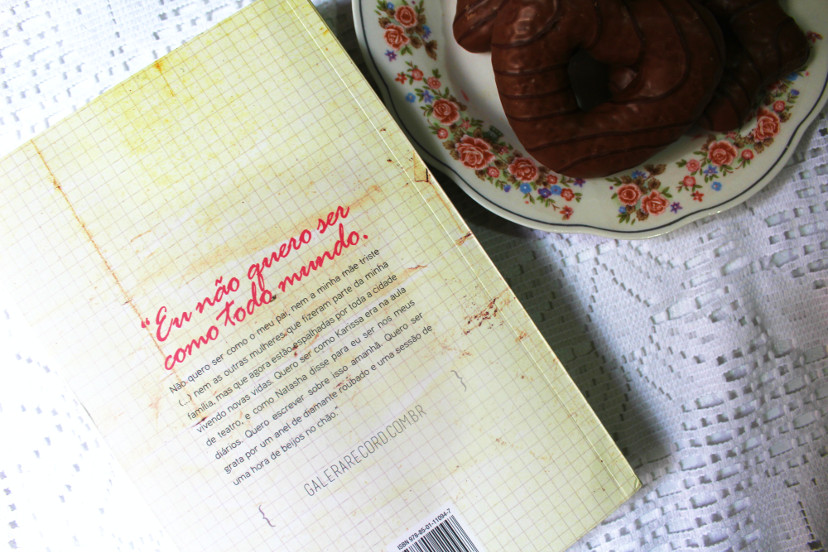 "Eu não quero ser
como todo mundo.
Não quero ser como o meu pai, nem a minha mãe triste
(...) nem as outras mulheres que fizeram parte da minha
família, mas que agora estão espalhadas por toda a cidade
vivendo novas vidas. Quero ser como Karissa era na aula
de teatro, e como Natasha disse para eu ser nos meus
diários. Quero escrever sobre isso amanhã. Quero ser
grata por um anel de diamante roubado e uma sessão de
uma hora de beijos no chão."
{ GALERARECORD.COM.BR }
ISBN 978-85-01-11094-7